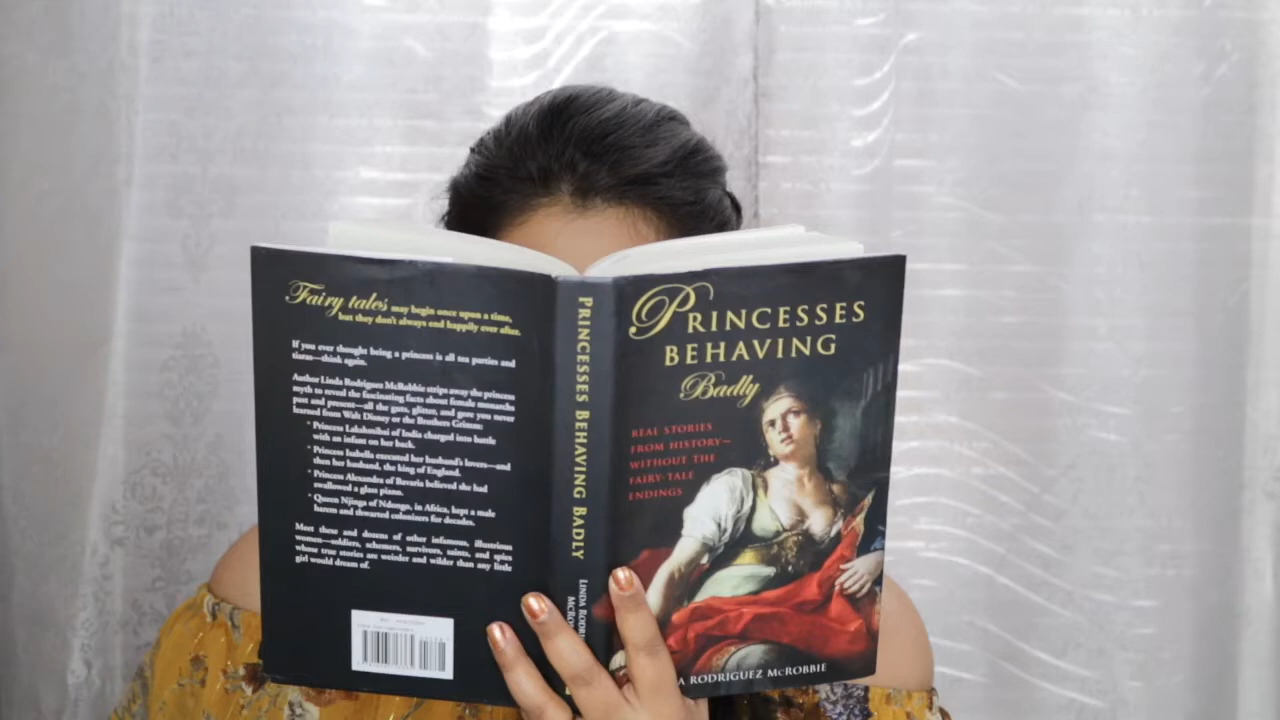 Fairy tales may begin once upon a time,
but they don't always end happily ever after.
If you ever thought being a princess is all tea parties and
tiaras—think again.
Author Linda Rodriguez McRobbie strips away the princess
myth to reveal the fascinating facts about female monarchs
past and present—all the guts, glitter, and gore you never
learned from Walt Disney or the Brothers Grimm:
* Princess Lakshmibai of India charged into battle
with an infant on her back.
* Princess Isabella executed her husband's lovers—and
then her husband, the king of England.
* Princess Alexandra of Bavaria believed she had
swallowed a glass piano.
* Queen Njinga of Ndongo, in Africa, kept a male
harem and thwarted colonizers for decades.
Meet these and dozens of other infamous, illustrious
women—soldiers, schemers, survivors, saints, and spies
whose true stories are weirder and wilder than any little
girl would dream of.
PRINCESSES BEHAVING BADLY
LINDA RODRI
MCRO
PRINCESSES
BEHAVING
Badly
REAL STORIES
FROM HISTORY—
WITHOUT THE
FAIRY-TALE
ENDINGS
A RODRIGUEZ MCROBBIE